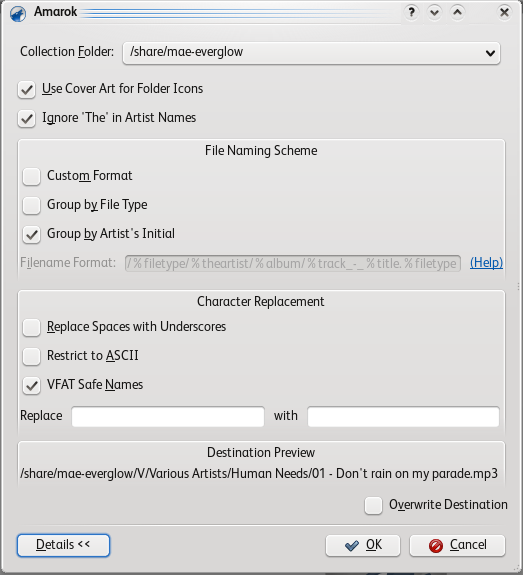 Amarok
Collection Folder: /share/mae-everglow
Use Cover Art for Folder Icons
Ignore 'The' in Artist Names
File Naming Scheme
Custom Format
Group by File Type
Group by Artist's Initial
Filename Format: /%filetype/%theartist/%album/%track_-_%title.%filetype (Help)
Character Replacement
Replace Spaces with Underscores
Restrict to ASCII
VFAT Safe Names
Replace with
Destination Preview
/share/mae-everglow/V/Various Artists/Human Needs/01 - Don't rain on my parade.mp3
Overwrite Destination
Details << OK Cancel